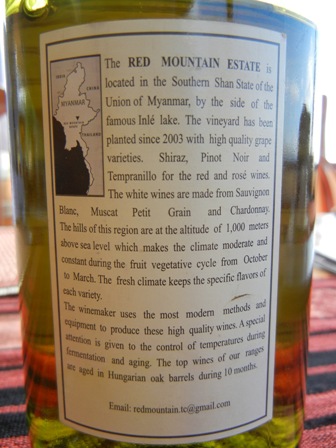 The RED MOUNTAIN ESTATE is
located in the Southern Shan State of the
Union of Myanmar, by the side of the
famous Inlé lake. The vineyard has been
planted since 2003 with high quality grape
varieties. Shiraz, Pinot Noir and
Tempranillo for the red and rosé wines.
The white wines are made from Sauvignon
Blanc, Muscat Petit Grain and Chardonnay.
The hills of this region are at the altitude of 1,000 meters
above sea level which makes the climate moderate and
constant during the fruit vegetative cycle from October
to March. The fresh climate keeps the specific flavors of
each variety.
The winemaker uses the most modern methods and
equipment to produce these high quality wines. A special
attention is given to the control of temperatures during
fermentation and aging. The top wines of our ranges
are aged in Hungarian oak barrels during 10 months.
Email: redmountain.tc@gmail.com
INDIA
CHINA
MYANMAR
THAILAND